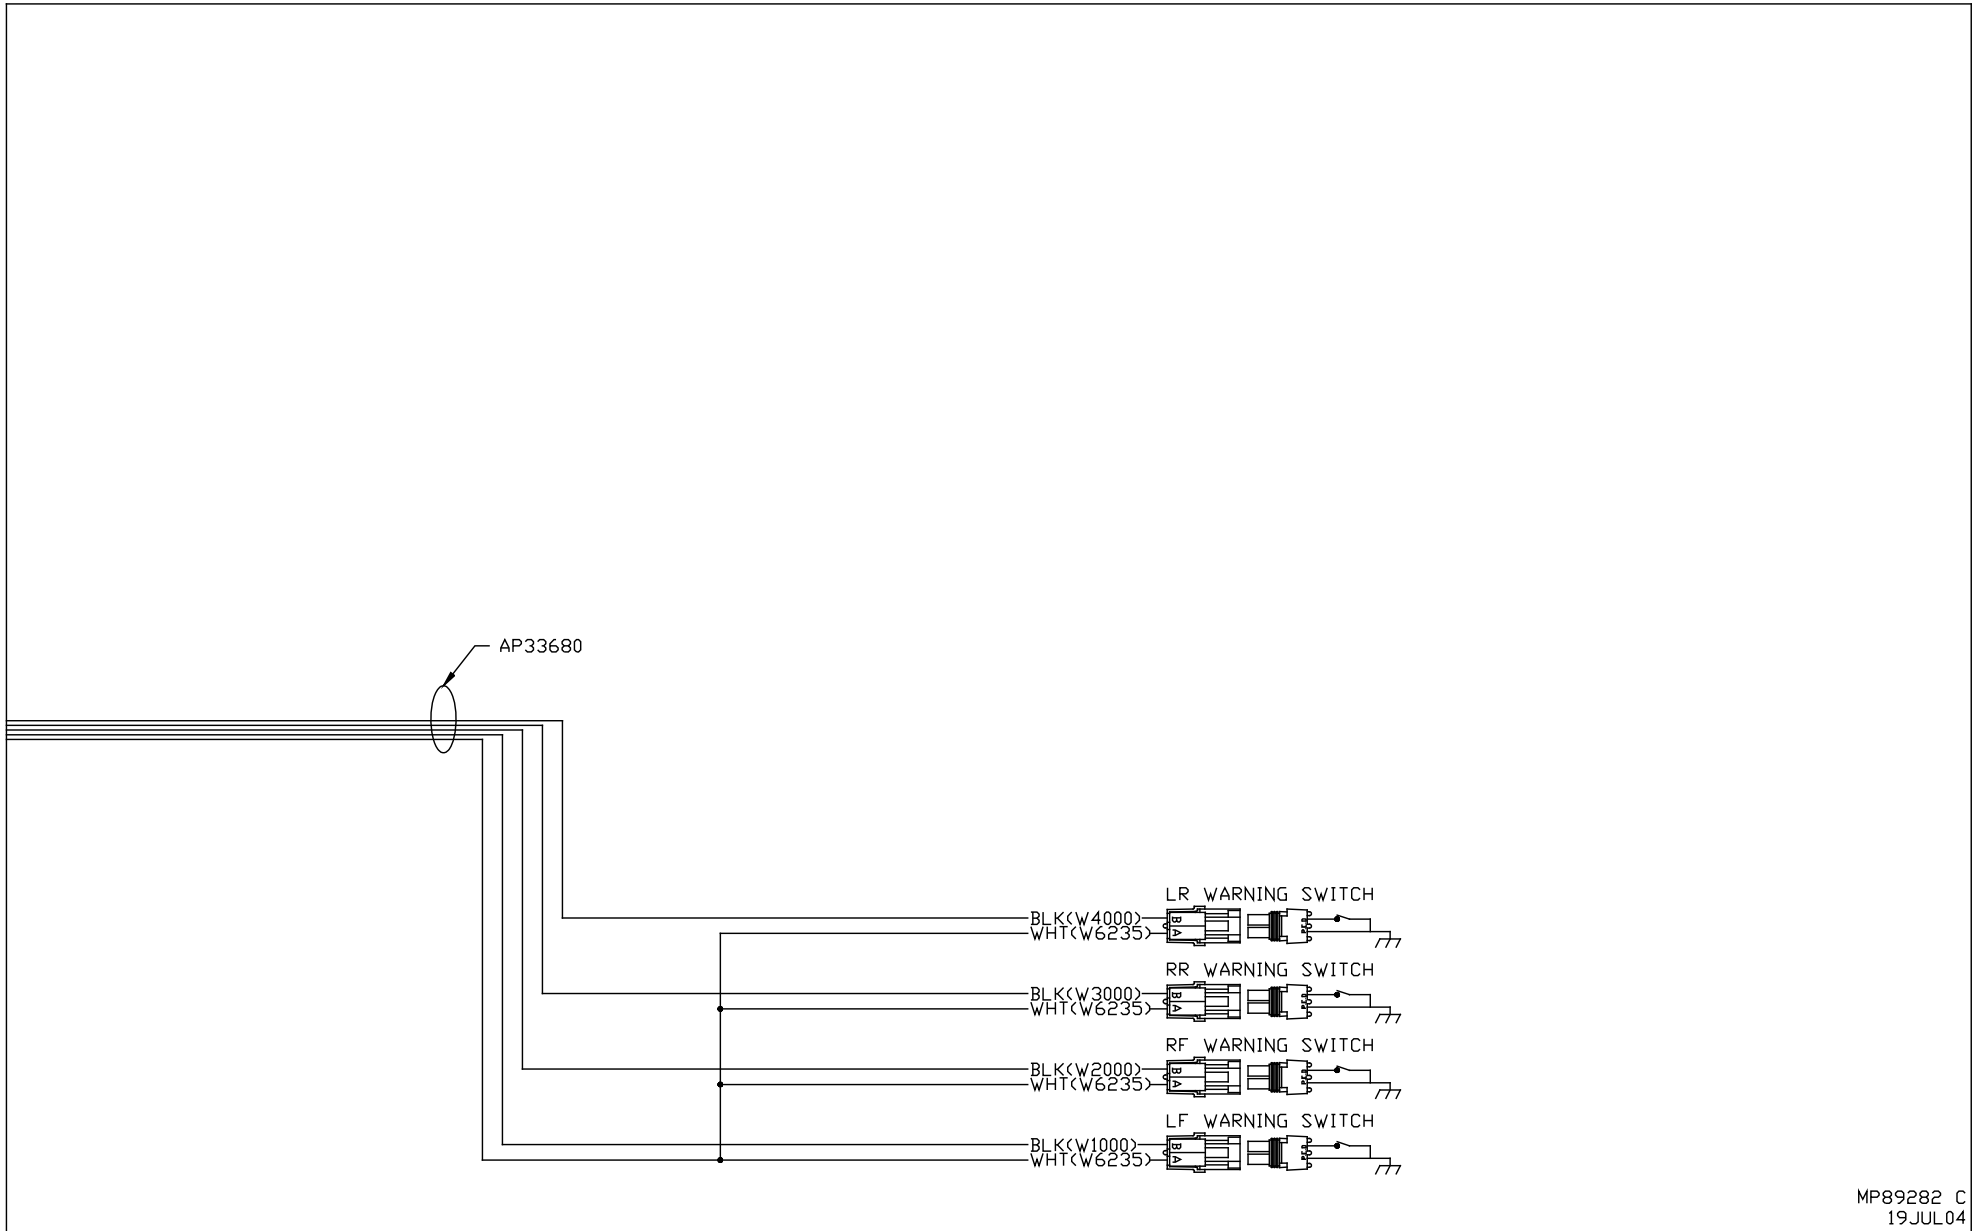 AP33680
LR WARNING SWITCH
BLK(W4000)
WHT(W6235)
B
A
RR WARNING SWITCH
BLK(W3000)
WHT(W6235)
B
A
RF WARNING SWITCH
BLK(W2000)
WHT(W6235)
B
A
LF WARNING SWITCH
BLK(W1000)
WHT(W6235)
B
A
MP89282 C
19JUL04